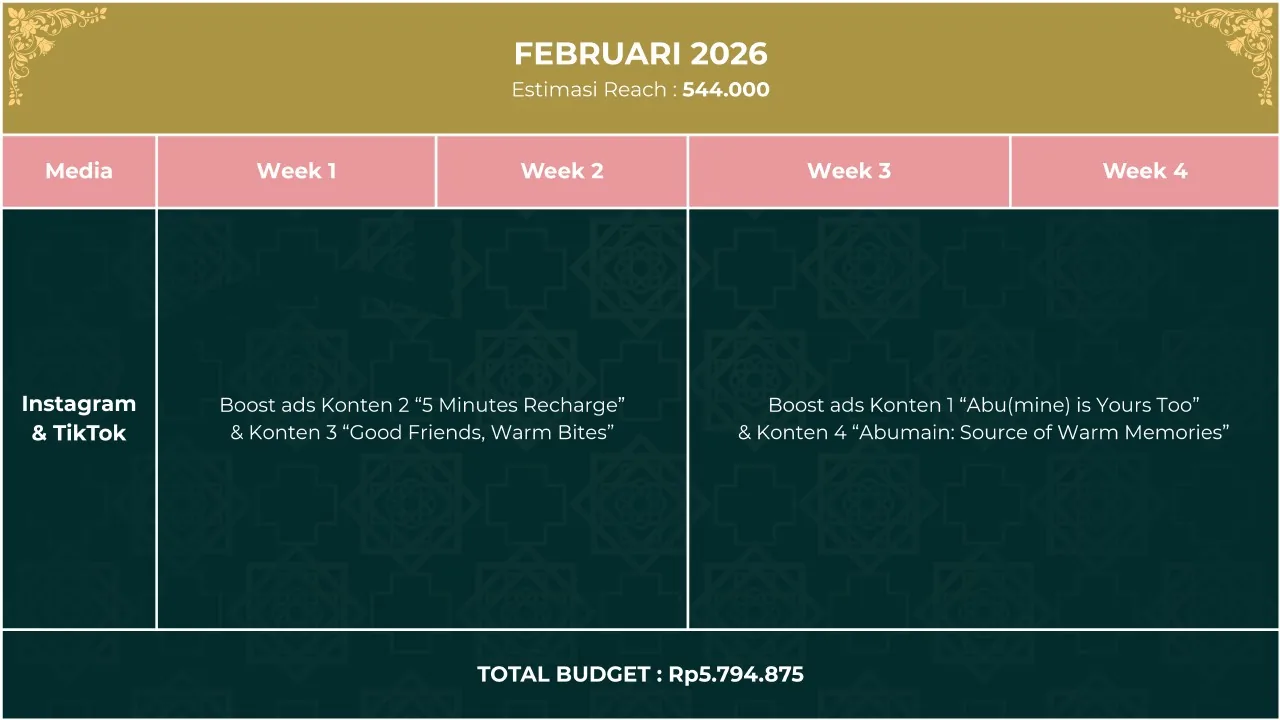 FEBRUARI 2026
Estimasi Reach : 544.000
Media
Week 1
Week 2
Week 3
Week 4
Instagram
& TikTok
Boost ads Konten 2 “5 Minutes Recharge”
& Konten 3 “Good Friends, Warm Bites”
Boost ads Konten 1 “Abu(mine) is Yours Too”
& Konten 4 “Abumain: Source of Warm Memories”
TOTAL BUDGET : Rp5.794.875